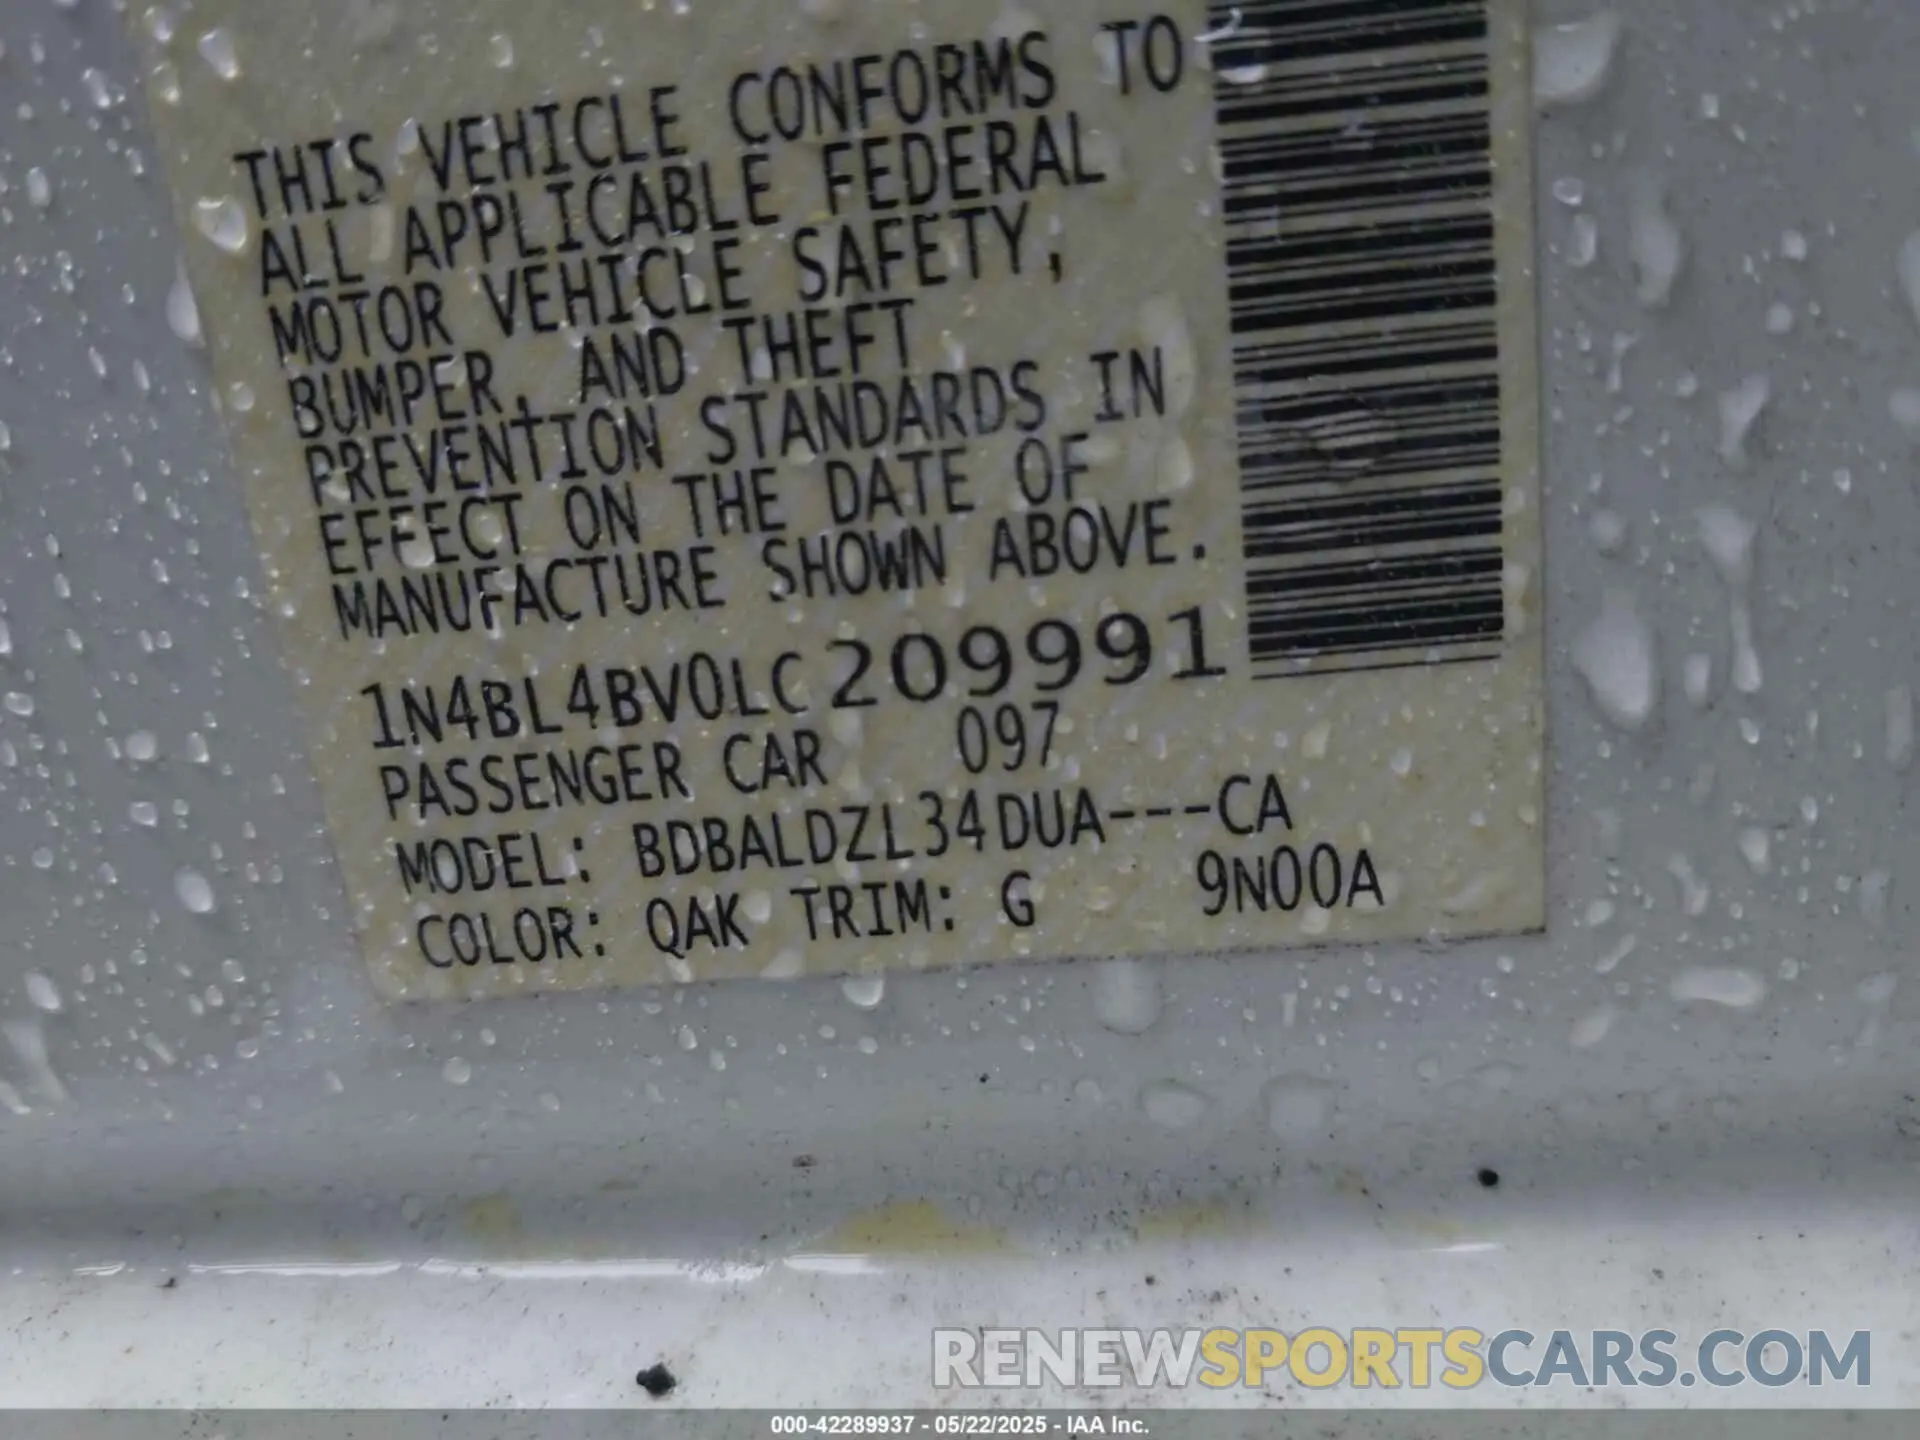 THIS VEHICLE CONFORMS TO
ALL APPLICABLE FEDERAL
MOTOR VEHICLE SAFETY,
BUMPER, AND THEFT
PREVENTION STANDARDS IN
EFFECT ON THE DATE OF
MANUFACTURE SHOWN ABOVE.
1N4BL4BV0LC209991
PASSENGER CAR 097
MODEL: BDBALDZL34DUA---CA
COLOR: QAK TRIM: G 9N00A
RENEWSPORTSCARS.COM
000-42289937 - 05/22/2025 - IAA Inc.